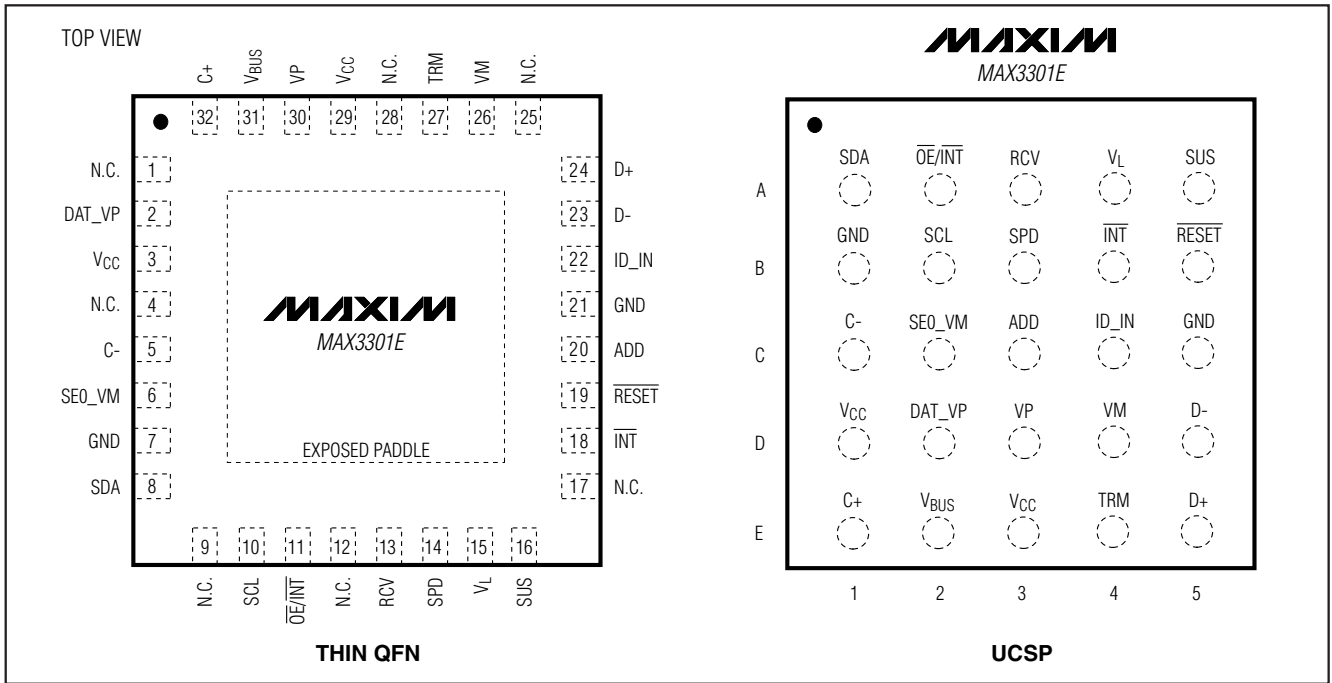 TOP VIEW
C+ VBUS VP VCC N.C. TRM VM N.C.
32 31 30 29 28 27 26 25
N.C. 1
DAT_VP 2
VCC 3
N.C. 4
C- 5
SE0_VM 6
GND 7
SDA 8
24 D+
23 D-
22 ID_IN
21 GND
20 ADD
19 RESET
18 INT
17 N.C.
MAXIM
MAX3301E
EXPOSED PADDLE
9 10 11 12 13 14 15 16
N.C. SCL OE/INT N.C. RCV SPD VL SUS
THIN QFN
MAXIM
MAX3301E
SDA OE/INT RCV VL SUS
A
GND SCL SPD INT RESET
B
C- SE0_VM ADD ID_IN GND
C
VCC DAT_VP VP VM D-
D
C+ VBUS VCC TRM D+
E
1 2 3 4 5
UCSP